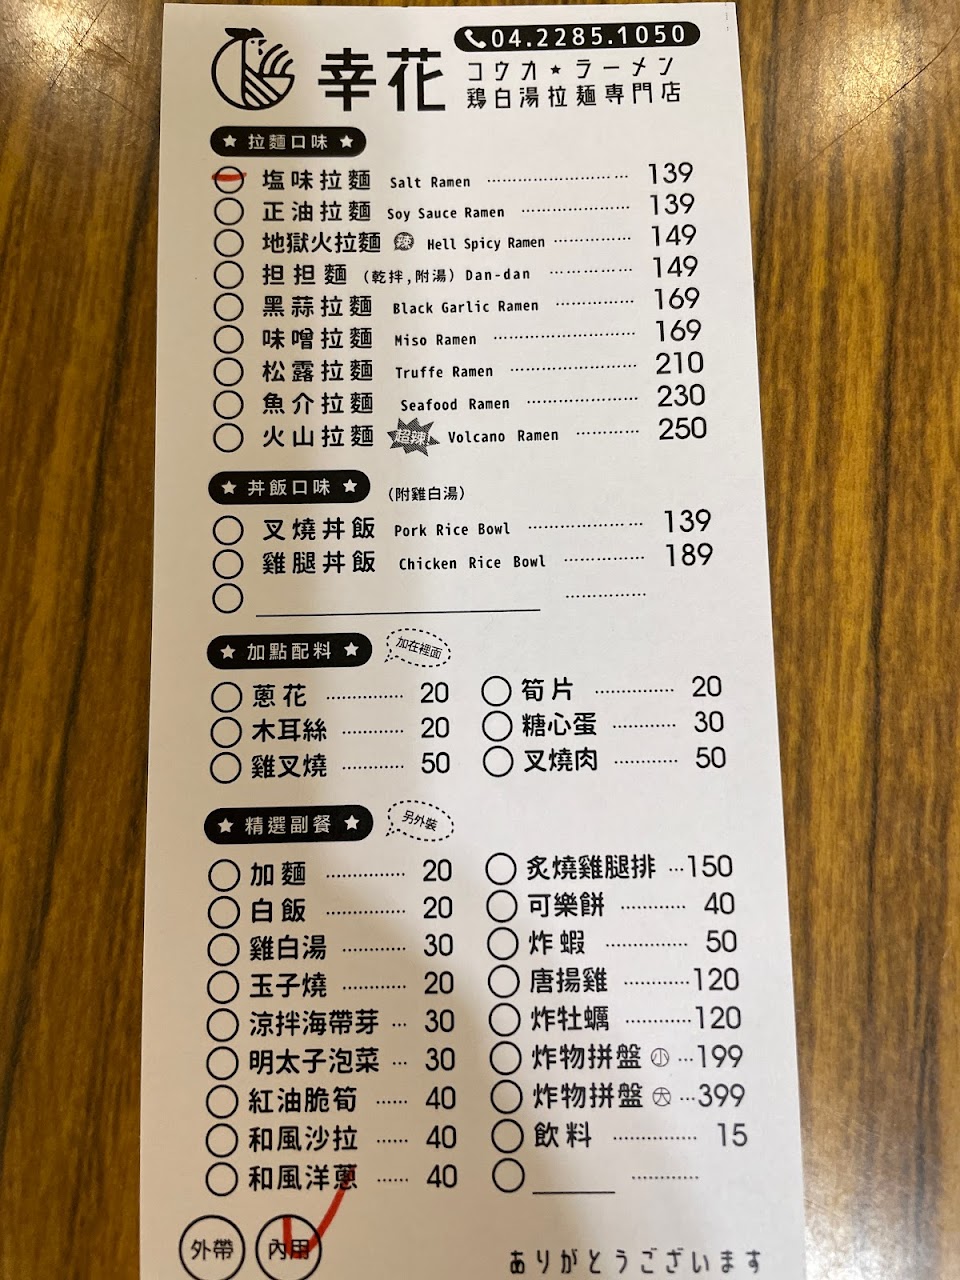 幸花
04.2285.1050
コウカ★ラーメン
鶏白湯拉麺専門店
★ 拉麵口味 ★
塩味拉麵 Salt Ramen 139
正油拉麵 Soy Sauce Ramen 139
地獄火拉麵 辣 Hell Spicy Ramen 149
担担麵 (乾拌,附湯) Dan-dan 149
黑蒜拉麵 Black Garlic Ramen 169
味噌拉麵 Miso Ramen 169
松露拉麵 Truffe Ramen 210
魚介拉麵 Seafood Ramen 230
火山拉麵 超辣! Volcano Ramen 250
★ 丼飯口味 ★ (附雞白湯)
叉燒丼飯 Pork Rice Bowl 139
雞腿丼飯 Chicken Rice Bowl 189
★ 加點配料 ★ 加在裡面
蔥花 20 筍片 20
木耳絲 20 糖心蛋 30
雞叉燒 50 叉燒肉 50
★ 精選副餐 ★ 另外裝
加麵 20 炙燒雞腿排 150
白飯 20 可樂餅 40
雞白湯 30 炸蝦 50
玉子燒 20 唐揚雞 120
涼拌海帶芽 30 炸牡蠣 120
明太子泡菜 30 炸物拼盤 小 199
紅油脆筍 40 炸物拼盤 大 399
和風沙拉 40 飲料 15
和風洋蔥 40
外帶 內用
ありがとうございます